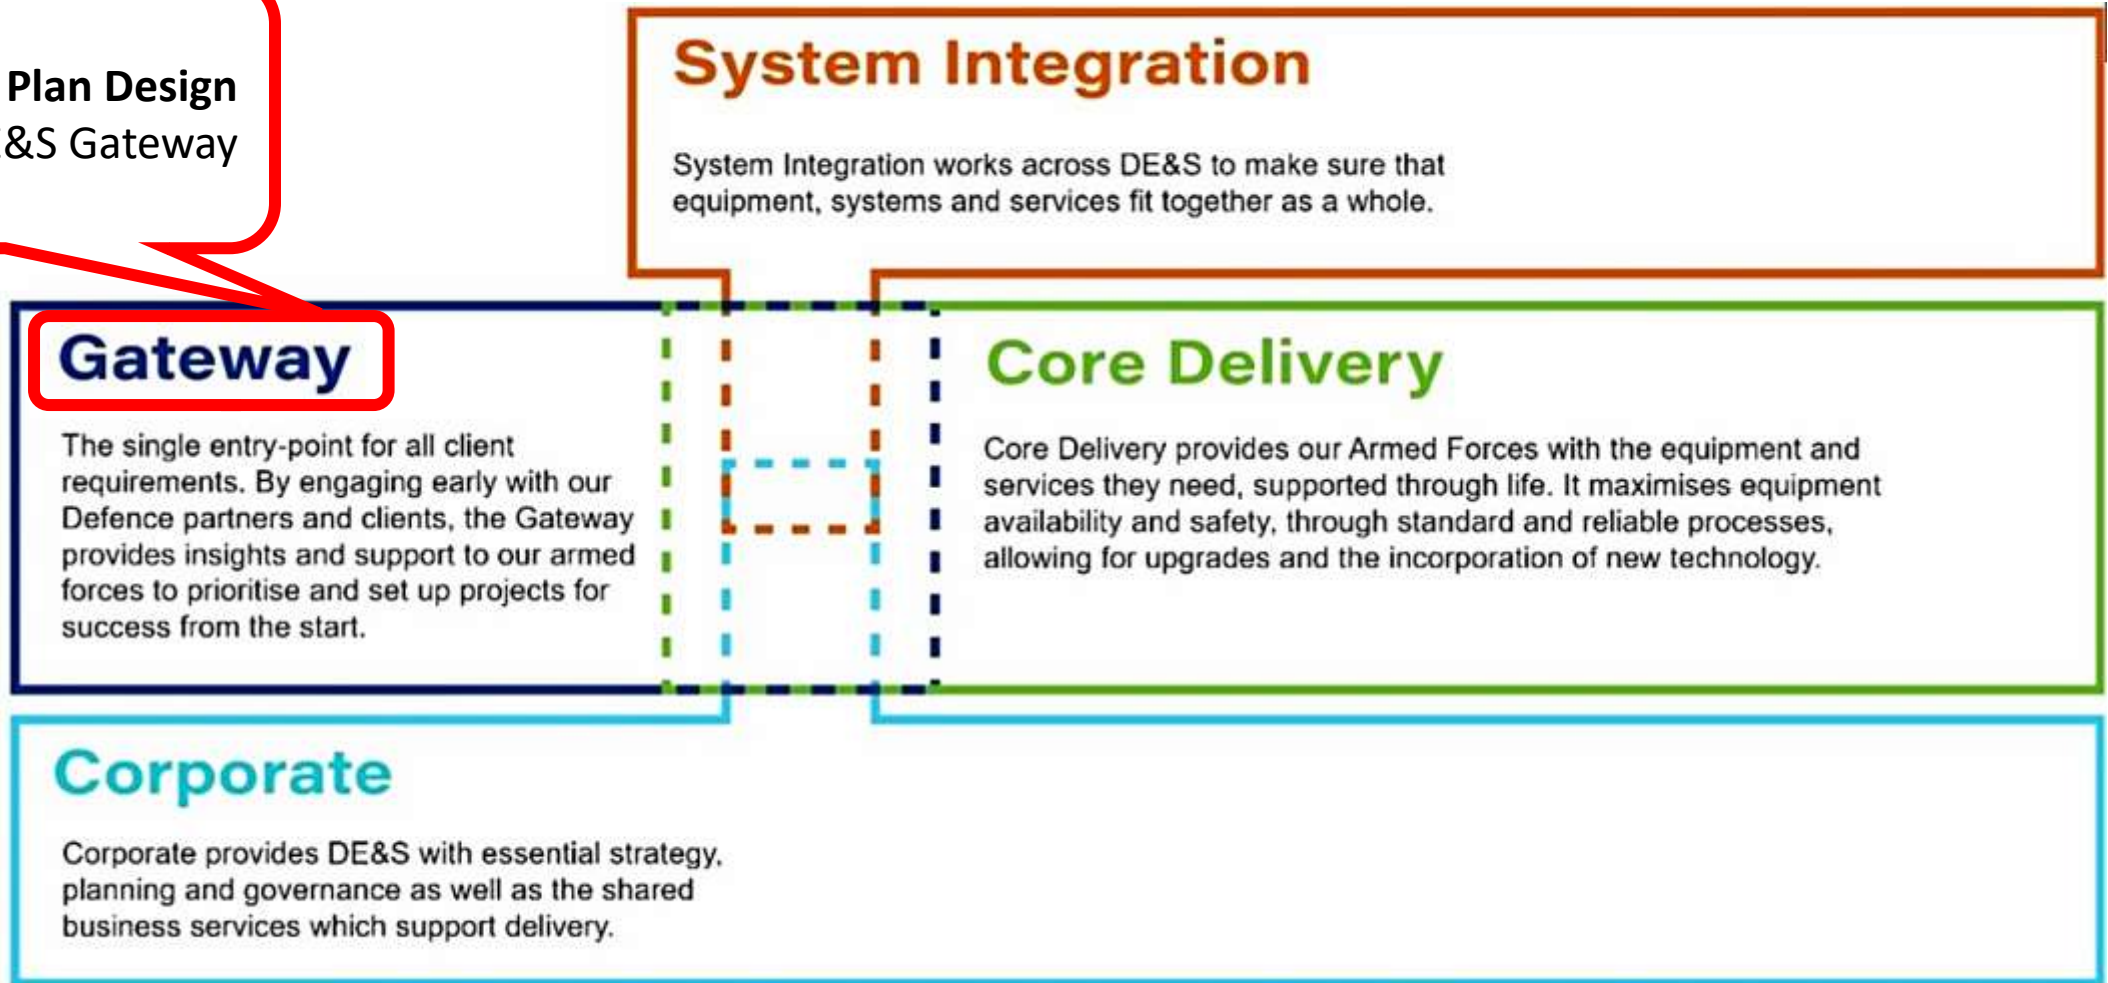 Plan Design
&S Gateway
System Integration
System Integration works across DE&S to make sure that
equipment, systems and services fit together as a whole.
Gateway
The single entry-point for all client
requirements. By engaging early with our
Defence partners and clients, the Gateway
provides insights and support to our armed
forces to prioritise and set up projects for
success from the start.
Core Delivery
Core Delivery provides our Armed Forces with the equipment and
services they need, supported through life. It maximises equipment
availability and safety, through standard and reliable processes,
allowing for upgrades and the incorporation of new technology.
Corporate
Corporate provides DE&S with essential strategy,
planning and governance as well as the shared
business services which support delivery.